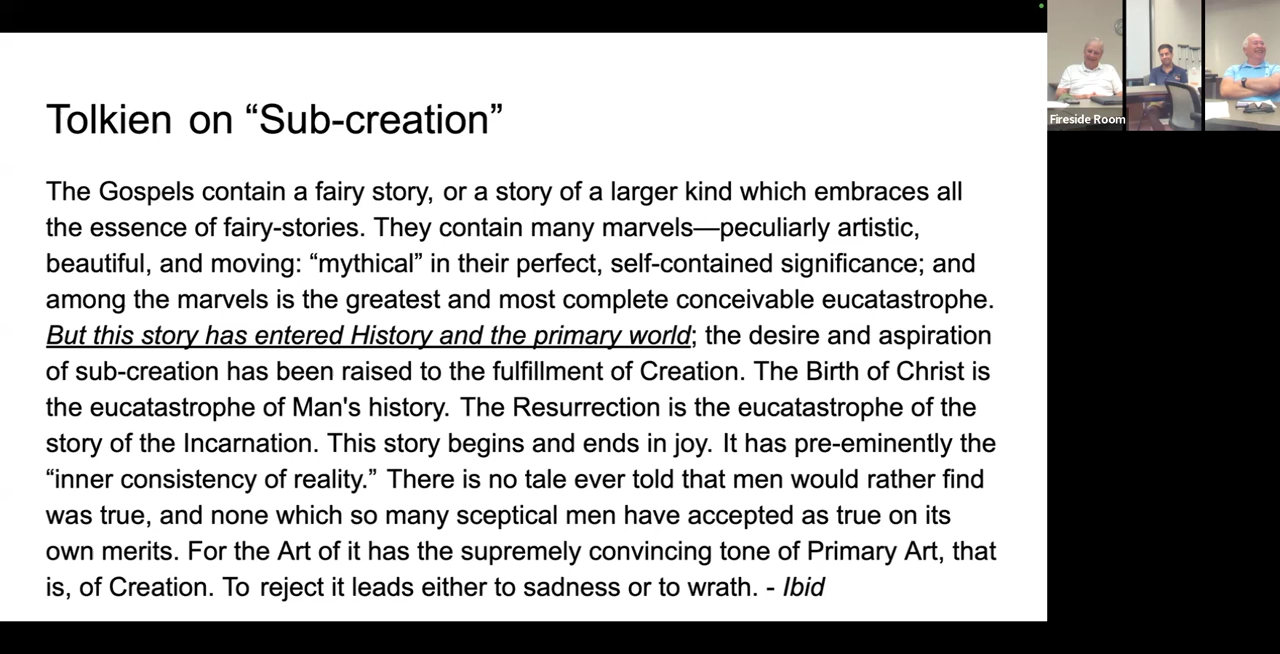 Tolkien on “Sub-creation”
The Gospels contain a fairy story, or a story of a larger kind which embraces all
the essence of fairy-stories. They contain many marvels—peculiarly artistic,
beautiful, and moving: “mythical” in their perfect, self-contained significance; and
among the marvels is the greatest and most complete conceivable eucatastrophe.
But this story has entered History and the primary world; the desire and aspiration
of sub-creation has been raised to the fulfillment of Creation. The Birth of Christ is
the eucatastrophe of Man's history. The Resurrection is the eucatastrophe of the
story of the Incarnation. This story begins and ends in joy. It has pre-eminently the
“inner consistency of reality.” There is no tale ever told that men would rather find
was true, and none which so many sceptical men have accepted as true on its
own merits. For the Art of it has the supremely convincing tone of Primary Art, that
is, of Creation. To reject it leads either to sadness or to wrath. - Ibid
Fireside Room